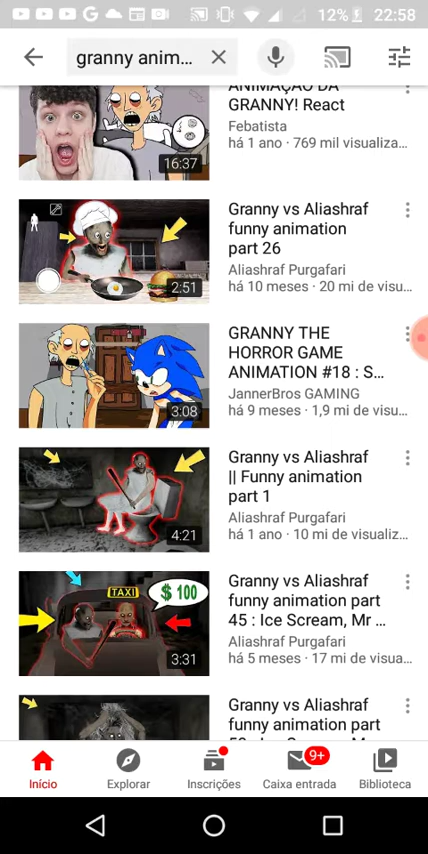 12% 22:58
granny anim...
ANIMAÇÃO DA
GRANNY! React
Febatista
há 1 ano · 769 mil visualiza...
16:37
Granny vs Aliashraf
funny animation
part 26
Aliashraf Purgafari
há 10 meses · 20 mi de visu...
2:51
GRANNY THE
HORROR GAME
ANIMATION #18 : S...
JannerBros GAMING
há 9 meses · 1,9 mi de visu...
3:08
Granny vs Aliashraf
|| Funny animation
part 1
Aliashraf Purgafari
há 1 ano · 10 mi de visualiz...
4:21
TAXI
$ 100
Granny vs Aliashraf
funny animation part
45 : Ice Scream, Mr ...
Aliashraf Purgafari
há 5 meses · 17 mi de visua...
3:31
Granny vs Aliashraf
funny animation part
9+
Início
Explorar
Inscrições
Caixa entrada
Biblioteca